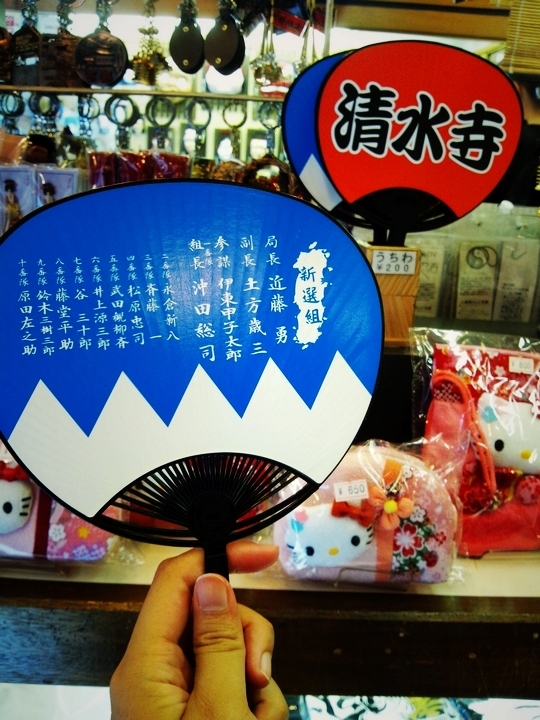 新選組
局長 近藤 勇
副長 土方歳三
参謀 伊東甲子太郎
一番隊組長 沖田総司
二番隊 永倉新八
三番隊 斉藤 一
四番隊 松原忠司
五番隊 武田観柳斎
六番隊 井上源三郎
七番隊 谷 三十郎
八番隊 藤堂平助
九番隊 鈴木三樹三郎
十番隊 原田左之助
清水寺
うちわ
¥200
¥650